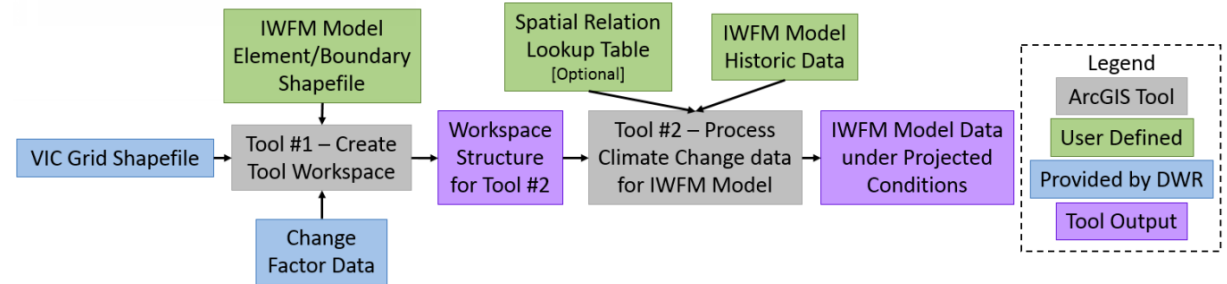 IWFM Model
Element/Boundary
Shapefile
Spatial Relation
Lookup Table
[Optional]
IWFM Model
Historic Data
VIC Grid Shapefile
Tool #1 – Create
Tool Workspace
Workspace
Structure
for Tool #2
Tool #2 – Process
Climate Change data
for IWFM Model
IWFM Model Data
under Projected
Conditions
Change
Factor Data
Legend
ArcGIS Tool
User Defined
Provided by DWR
Tool Output